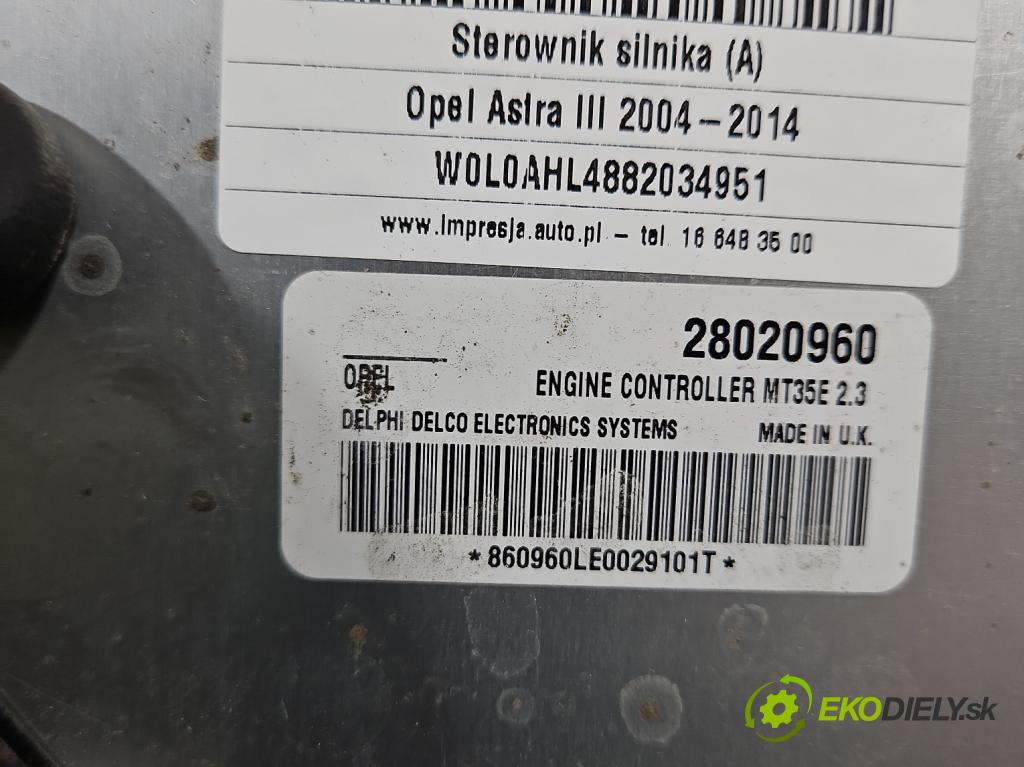 Sterownik silnika (A)
Opel Astra III 2004-2014
W0L0AHL4882034951
www.impresja.auto.pl - tel. 16 648 35 00
28020960
OPEL
ENGINE CONTROLLER MT35E 2.3
DELPHI DELCO ELECTRONICS SYSTEMS MADE IN U.K.
*860960LE0029101T*
EKODIELY.sk